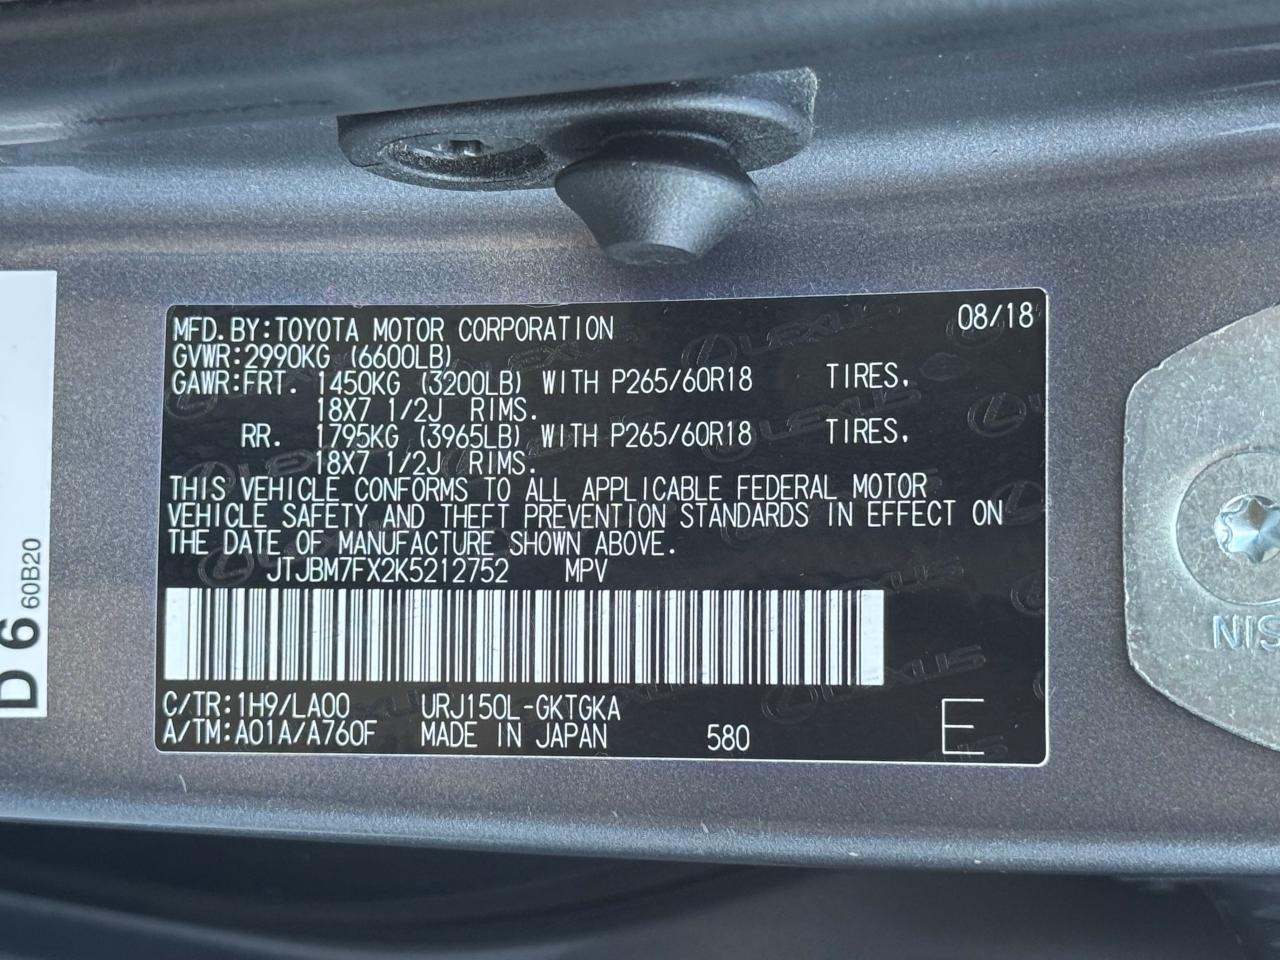 MFD.BY:TOYOTA MOTOR CORPORATION 08/18
GVWR:2990KG (6600LB)
GAWR:FRT. 1450KG (3200LB) WITH P265/60R18 TIRES,
18X7 1/2J RIMS.
RR. 1795KG (3965LB) WITH P265/60R18 TIRES,
18X7 1/2J RIMS.
THIS VEHICLE CONFORMS TO ALL APPLICABLE FEDERAL MOTOR
VEHICLE SAFETY AND THEFT PREVENTION STANDARDS IN EFFECT ON
THE DATE OF MANUFACTURE SHOWN ABOVE.
JTJBM7FX2K5212752 MPV
C/TR:1H9/LA00 URJ150L-GKTGKA
A/TM:A01A/A760F MADE IN JAPAN 580 E
D 6
60B20
LEXUS
NIS